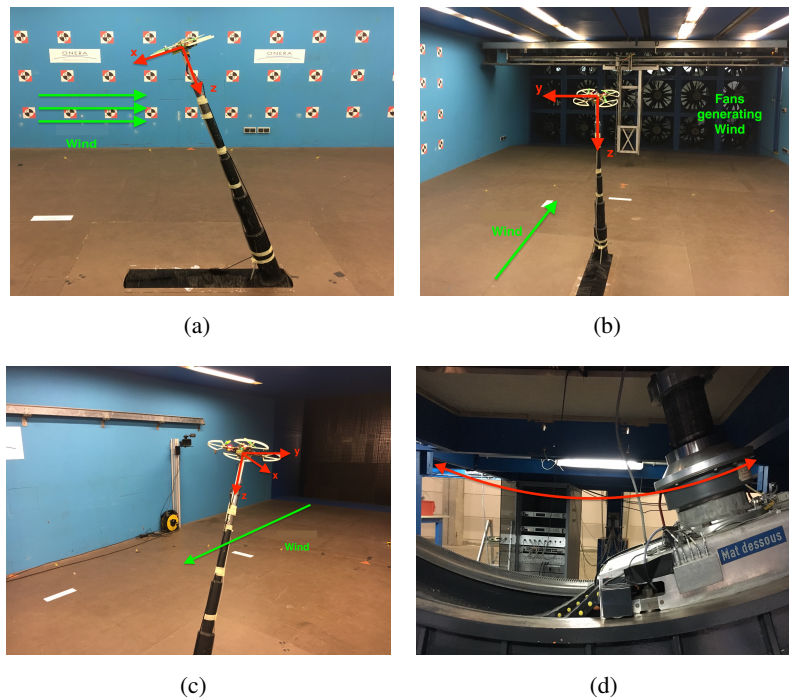 ONERA
ONERA
x
z
Wind
(a)
y
z
Fans
generating
Wind
Wind
(b)
y
x
z
Wind
(c)
Mat dessous
(d)